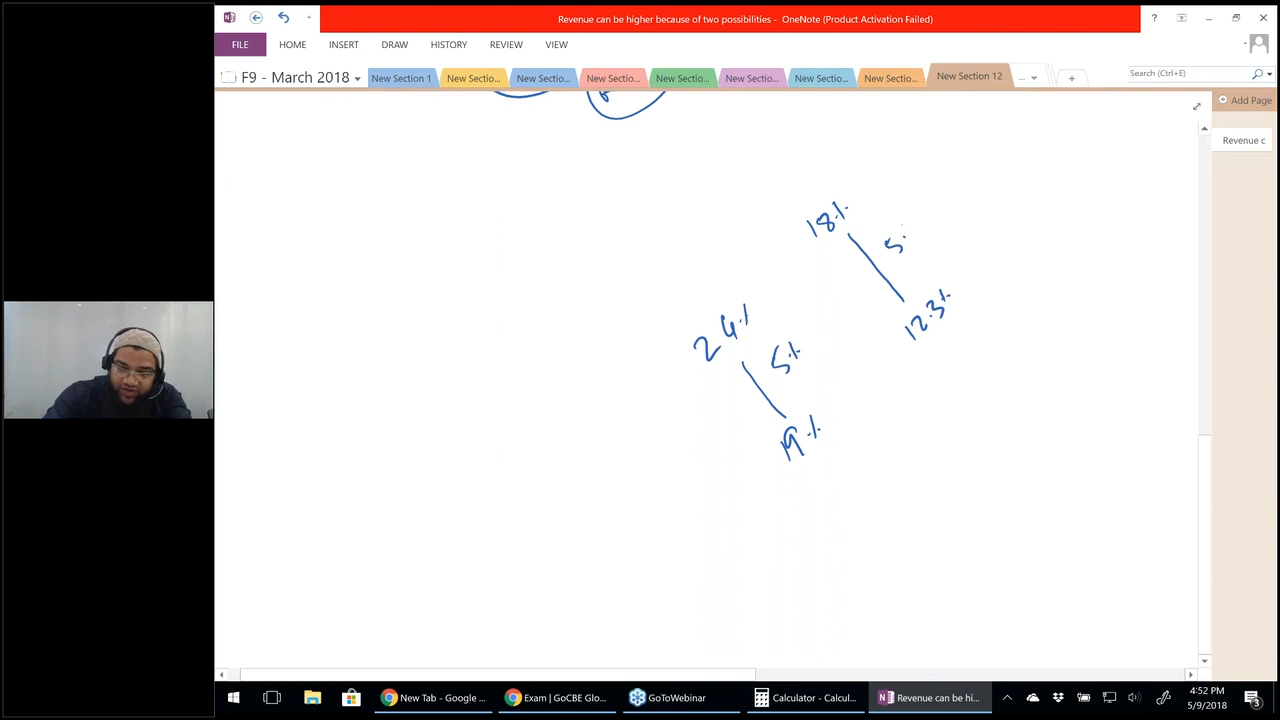 Revenue can be higher because of two possibilities - OneNote (Product Activation Failed)
?
FILE HOME INSERT DRAW HISTORY REVIEW VIEW
F9 - March 2018
New Section 1 New Sectio... New Sectio... New Sectio... New Sectio... New Sectio... New Sectio... New Sectio... New Section 12 ... +
Search (Ctrl+E)
Add Page
Revenue c
18%
5
12.3%
24%
5%
19%
New Tab - Google ... Exam | GoCBE Glo... GoToWebinar Calculator - Calcul... Revenue can be hi...
4:52 PM
5/9/2018
3